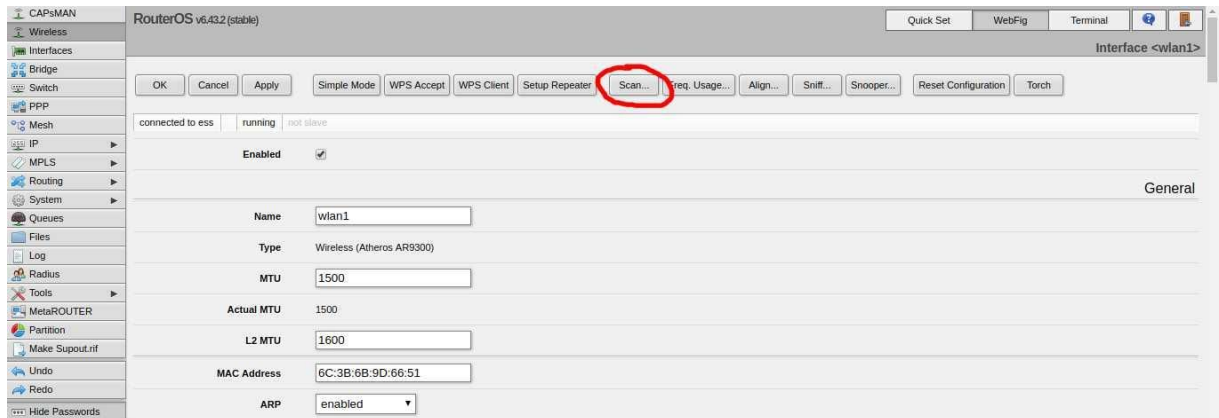 CAPsMAN
Wireless
Interfaces
Bridge
Switch
PPP
Mesh
IP
MPLS
Routing
System
Queues
Files
Log
Radius
Tools
MetaROUTER
Partition
Make Supout.rif
Undo
Redo
Hide Passwords
RouterOS v6.43.2 (stable)
Quick Set WebFig Terminal
Interface <wlan1>
OK Cancel Apply Simple Mode WPS Accept WPS Client Setup Repeater Scan... Freq. Usage... Align... Sniff... Snooper... Reset Configuration Torch
connected to ess running not slave
Enabled
General
Name wlan1
Type Wireless (Atheros AR9300)
MTU 1500
Actual MTU 1500
L2 MTU 1600
MAC Address 6C:3B:6B:9D:66:51
ARP enabled